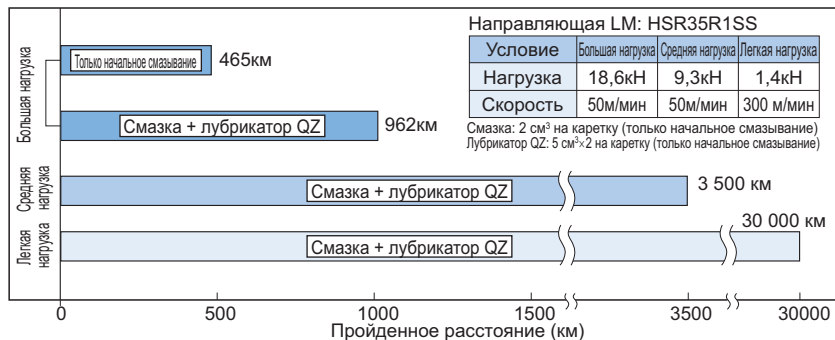 Большая нагрузка
Только начальное смазывание
465км
Смазка + лубрикатор QZ
962км
Направляющая LM: HSR35R1SS
Условие Большая нагрузка Средняя нагрузка Легкая нагрузка
Нагрузка 18,6кН 9,3кН 1,4кН
Скорость 50м/мин 50м/мин 300 м/мин
Смазка: 2 см³ на каретку (только начальное смазывание)
Лубрикатор QZ: 5 см³×2 на каретку (только начальное смазывание)
Средняя
нагрузка
Смазка + лубрикатор QZ
3 500 км
Легкая
нагрузка
Смазка + лубрикатор QZ
30 000 км
0 500 1000 1500 3500 30000
Пройденное расстояние (км)